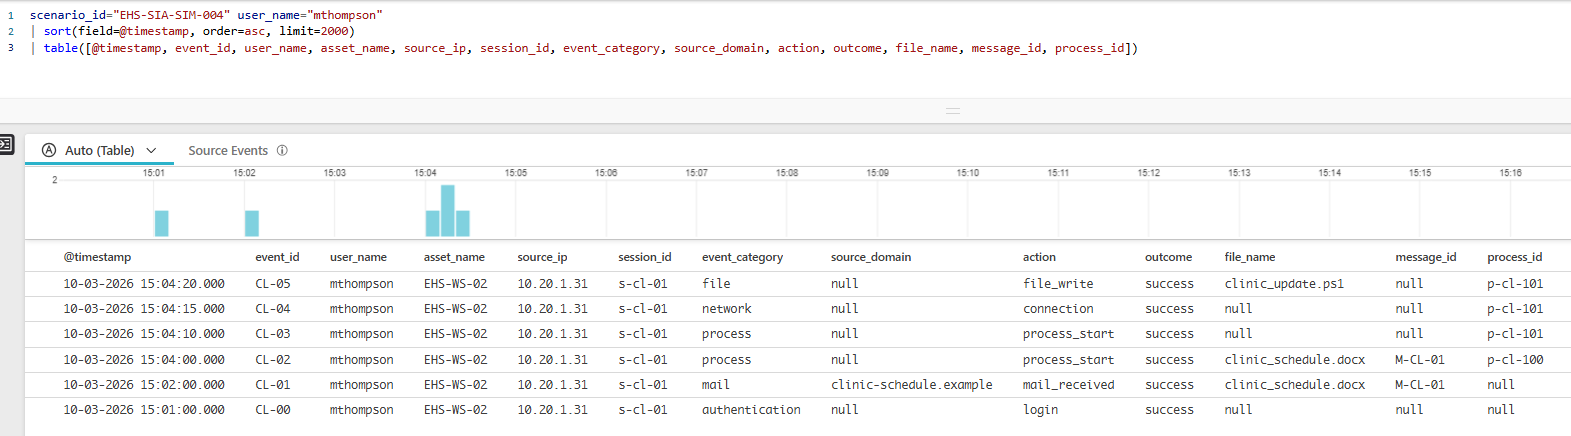 1 scenario_id="EHS-SIA-SIM-004" user_name="mthompson"
2 | sort(field=@timestamp, order=asc, limit=2000)
3 | table([@timestamp, event_id, user_name, asset_name, source_ip, session_id, event_category, source_domain, action, outcome, file_name, message_id, process_id])
Auto (Table) Source Events
15:01 15:02 15:03 15:04 15:05 15:06 15:07 15:08 15:09 15:10 15:11 15:12 15:13 15:14 15:15 15:16
2
@timestamp event_id user_name asset_name source_ip session_id event_category source_domain action outcome file_name message_id process_id
10-03-2026 15:04:20.000 CL-05 mthompson EHS-WS-02 10.20.1.31 s-cl-01 file null file_write success clinic_update.ps1 null p-cl-101
10-03-2026 15:04:15.000 CL-04 mthompson EHS-WS-02 10.20.1.31 s-cl-01 network null connection success null null p-cl-101
10-03-2026 15:04:10.000 CL-03 mthompson EHS-WS-02 10.20.1.31 s-cl-01 process null process_start success null null p-cl-101
10-03-2026 15:04:00.000 CL-02 mthompson EHS-WS-02 10.20.1.31 s-cl-01 process null process_start success clinic_schedule.docx M-CL-01 p-cl-100
10-03-2026 15:02:00.000 CL-01 mthompson EHS-WS-02 10.20.1.31 s-cl-01 mail clinic-schedule.example mail_received success clinic_schedule.docx M-CL-01 null
10-03-2026 15:01:00.000 CL-00 mthompson EHS-WS-02 10.20.1.31 s-cl-01 authentication null login success null null null